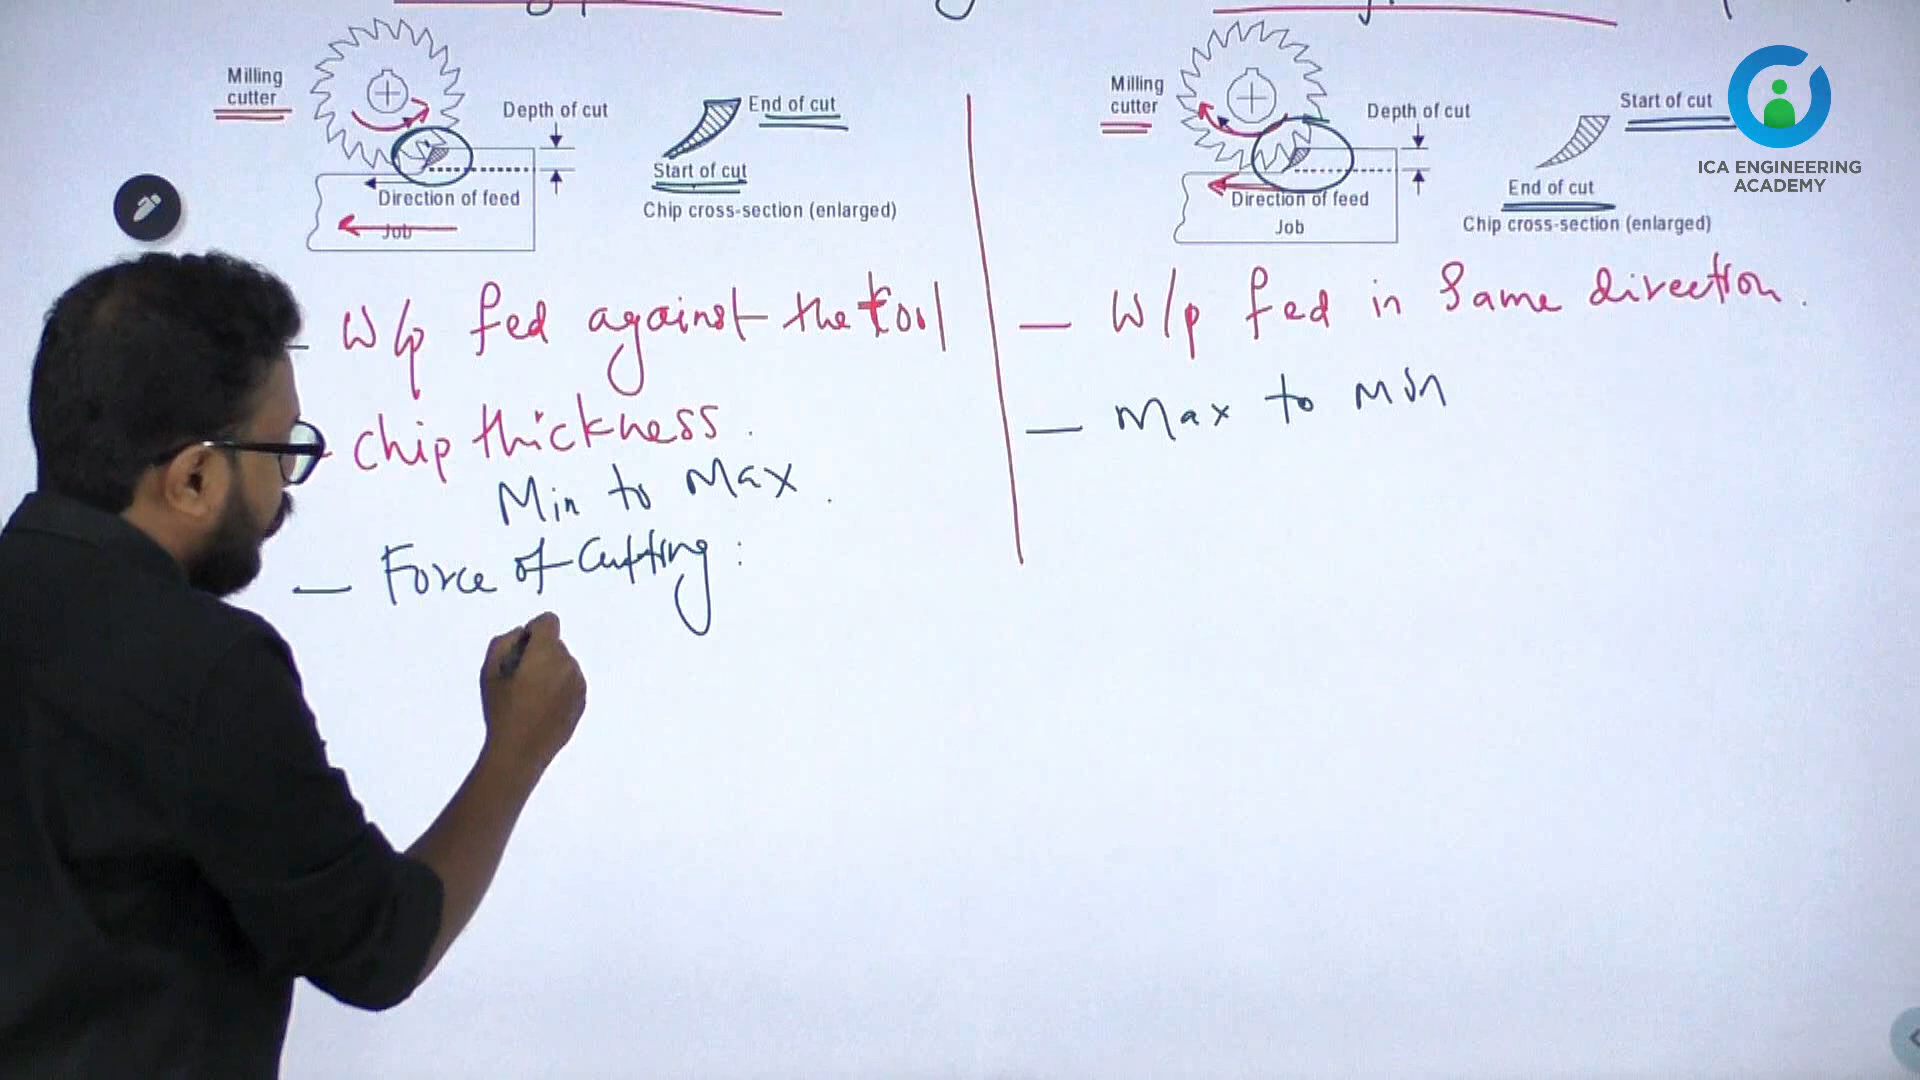 Milling
cutter
Depth of cut
End of cut
Start of cut
Direction of feed
Job
Chip cross-section (enlarged)
— W/p fed against the tool
- Chip thickness.
Min to Max.
— Force of Cutting:
Milling
cutter
Depth of cut
Start of cut
End of cut
Direction of feed
Job
Chip cross-section (enlarged)
— W/p fed in Same direction.
— Max to Min
ICA ENGINEERING
ACADEMY